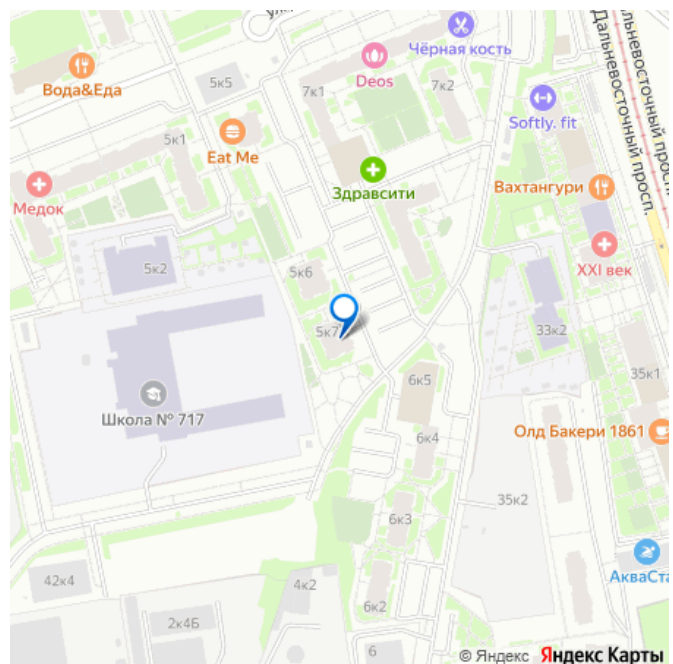 Чёрная кость
Дальневосточный просп.
Дальневосточный просп.
Вода&Еда
5к5
7к1
Deos
7к2
Softly. fit
5к1
Eat Me
Здравсити
Вахтангури
Медок
5к2
5к6
XXI век
5к7
33к2
Школа № 717
6к5
35к1
6к4
Олд Бакери 1861
35к2
6к3
42к4
4к2
6к2
АкваСта
2к4Б
6
© Яндекс Яндекс Карты